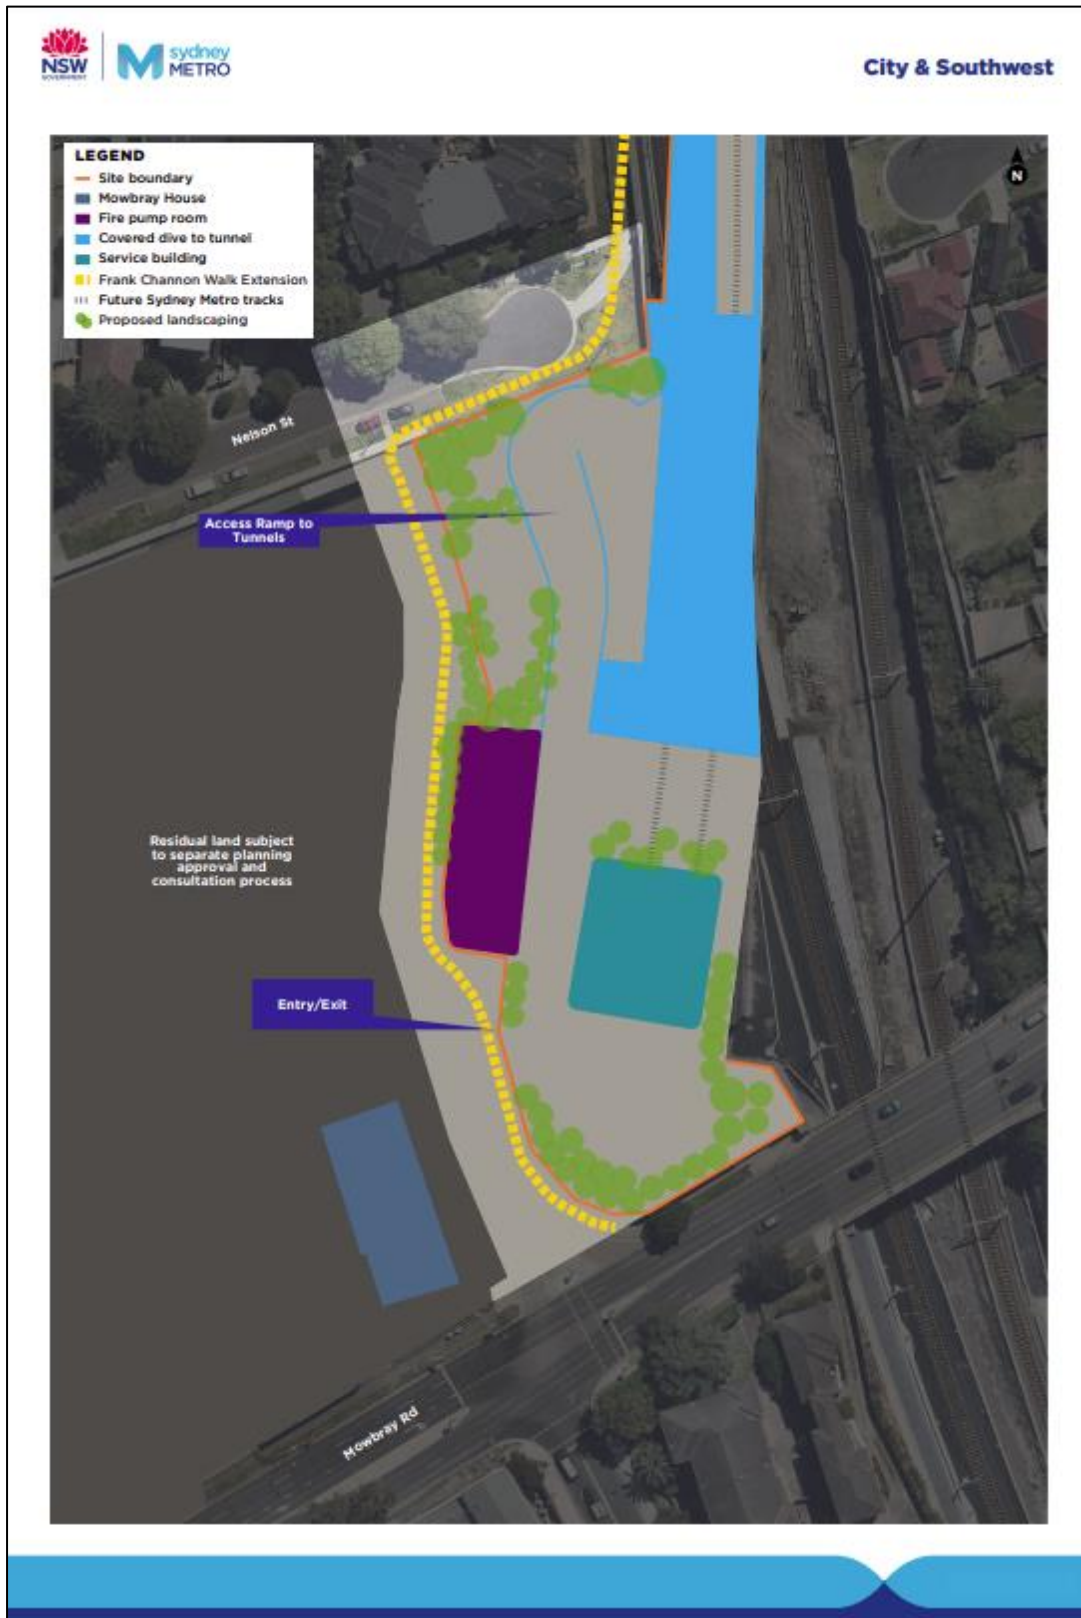 NSW
GOVERNMENT
sydney
METRO
City & Southwest
LEGEND
Site boundary
Mowbray House
Fire pump room
Covered dive to tunnel
Service building
Frank Channon Walk Extension
Future Sydney Metro tracks
Proposed landscaping
N
Nelson St
Access Ramp to
Tunnels
Residual land subject
to separate planning
approval and
consultation process
Entry/Exit
Mowbray Rd